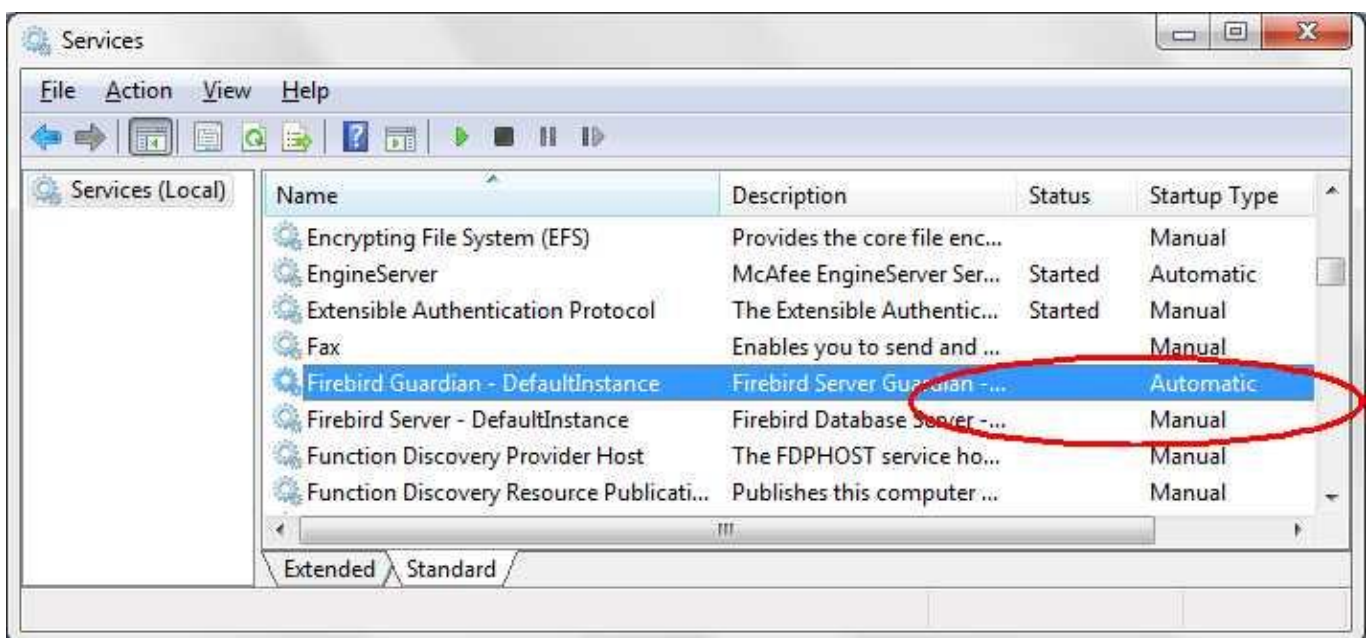 Services
File Action View Help
Services (Local)
Name Description Status Startup Type
Encrypting File System (EFS) Provides the core file enc... Manual
EngineServer McAfee EngineServer Ser... Started Automatic
Extensible Authentication Protocol The Extensible Authentic... Started Manual
Fax Enables you to send and ... Manual
Firebird Guardian - DefaultInstance Firebird Server Guardian -... Automatic
Firebird Server - DefaultInstance Firebird Database Server -... Manual
Function Discovery Provider Host The FDPHOST service ho... Manual
Function Discovery Resource Publicati... Publishes this computer ... Manual
Extended Standard